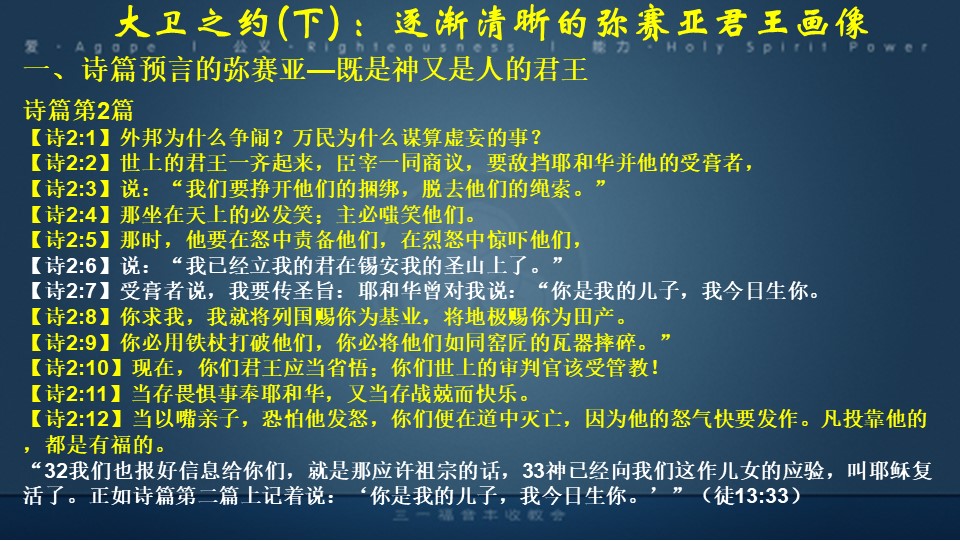 大卫之约(下)：逐渐清晰的弥赛亚君王画像
爱 · Agape | 公义 · Righteousness | 能力 · Holy Spirit Power
一、诗篇预言的弥赛亚—既是神又是人的君王
诗篇第2篇
【诗2:1】外邦为什么争闹？万民为什么谋算虚妄的事？
【诗2:2】世上的君王一齐起来，臣宰一同商议，要敌挡耶和华并他的受膏者，
【诗2:3】说：“我们要挣开他们的捆绑，脱去他们的绳索。”
【诗2:4】那坐在天上的必发笑；主必嗤笑他们。
【诗2:5】那时，他要在怒中责备他们，在烈怒中惊吓他们，
【诗2:6】说：“我已经立我的君在锡安我的圣山上了。”
【诗2:7】受膏者说，我要传圣旨：耶和华曾对我说：“你是我的儿子，我今日生你。
【诗2:8】你求我，我就将列国赐你为基业，将地极赐你为田产。
【诗2:9】你必用铁杖打破他们，你必将他们如同窑匠的瓦器摔碎。”
【诗2:10】现在，你们君王应当省悟；你们世上的审判官该受管教！
【诗2:11】当存畏惧事奉耶和华，又当存战兢而快乐。
【诗2:12】当以嘴亲子，恐怕他发怒，你们便在道中灭亡，因为他的怒气快要发作。凡投靠他的
，都是有福的。
“32我们也报好信息给你们，就是那应许祖宗的话，33神已经向我们这作儿女的应验，叫耶稣复
活了。正如诗篇第二篇上记着说：‘你是我的儿子，我今日生你。’”（徒13:33）
三一福音丰收教会